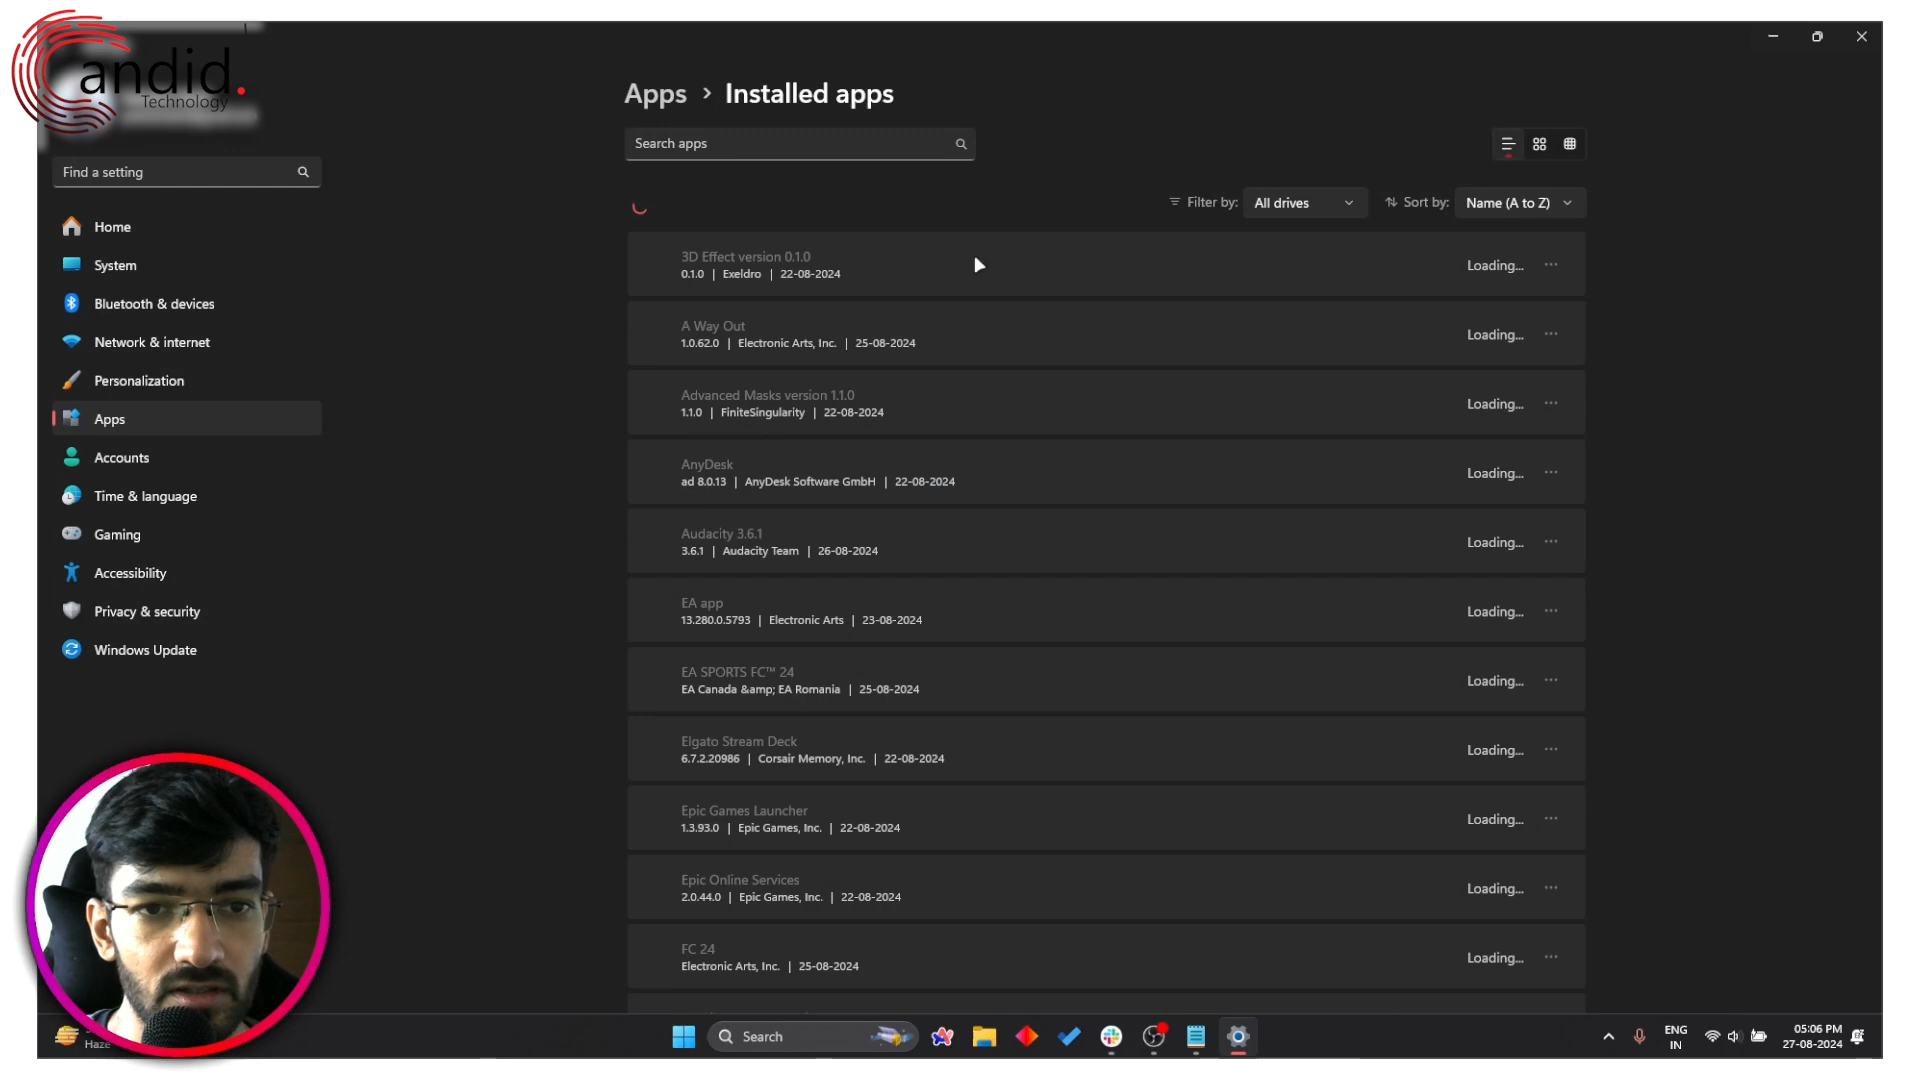 Candid.
Technology
Apps > Installed apps
Search apps
Find a setting
Filter by: All drives
Sort by: Name (A to Z)
Home
System
Bluetooth & devices
Network & internet
Personalization
Apps
Accounts
Time & language
Gaming
Accessibility
Privacy & security
Windows Update
3D Effect version 0.1.0
0.1.0 | Exeldro | 22-08-2024
Loading...
A Way Out
1.0.62.0 | Electronic Arts, Inc. | 25-08-2024
Loading...
Advanced Masks version 1.1.0
1.1.0 | FiniteSingularity | 22-08-2024
Loading...
AnyDesk
ad 8.0.13 | AnyDesk Software GmbH | 22-08-2024
Loading...
Audacity 3.6.1
3.6.1 | Audacity Team | 26-08-2024
Loading...
EA app
13.280.0.5793 | Electronic Arts | 23-08-2024
Loading...
EA SPORTS FC™ 24
EA Canada &amp; EA Romania | 25-08-2024
Loading...
Elgato Stream Deck
6.7.2.20986 | Corsair Memory, Inc. | 22-08-2024
Loading...
Epic Games Launcher
1.3.93.0 | Epic Games, Inc. | 22-08-2024
Loading...
Epic Online Services
2.0.44.0 | Epic Games, Inc. | 22-08-2024
Loading...
FC 24
Electronic Arts, Inc. | 25-08-2024
Loading...
Haze
Search
ENG
IN
05:06 PM
27-08-2024